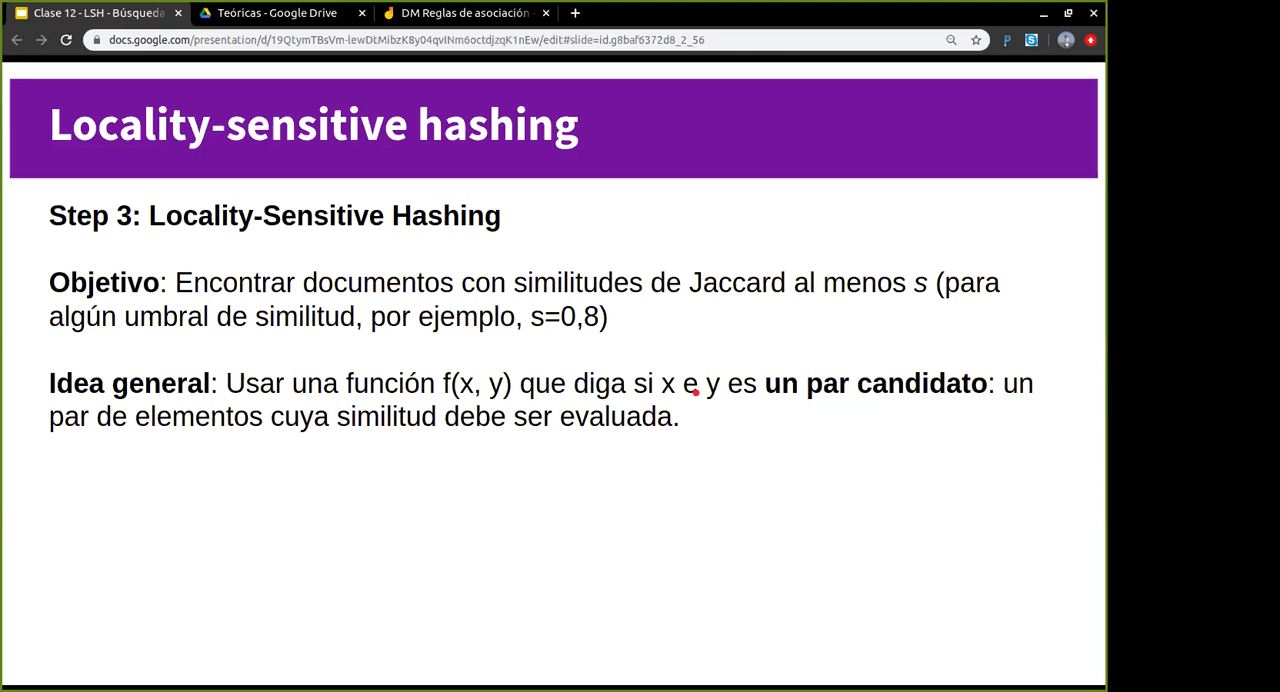 Clase 12 - LSH - Búsqueda
Teóricas - Google Drive
DM Reglas de asociación
docs.google.com/presentation/d/19QtymTBsVm-lewDtMibzK8y04qvINm6octdjzqK1nEw/edit#slide=id.g8baf6372d8_2_56
Locality-sensitive hashing
Step 3: Locality-Sensitive Hashing
Objetivo: Encontrar documentos con similitudes de Jaccard al menos s (para
algún umbral de similitud, por ejemplo, s=0,8)
Idea general: Usar una función f(x, y) que diga si x e y es un par candidato: un
par de elementos cuya similitud debe ser evaluada.